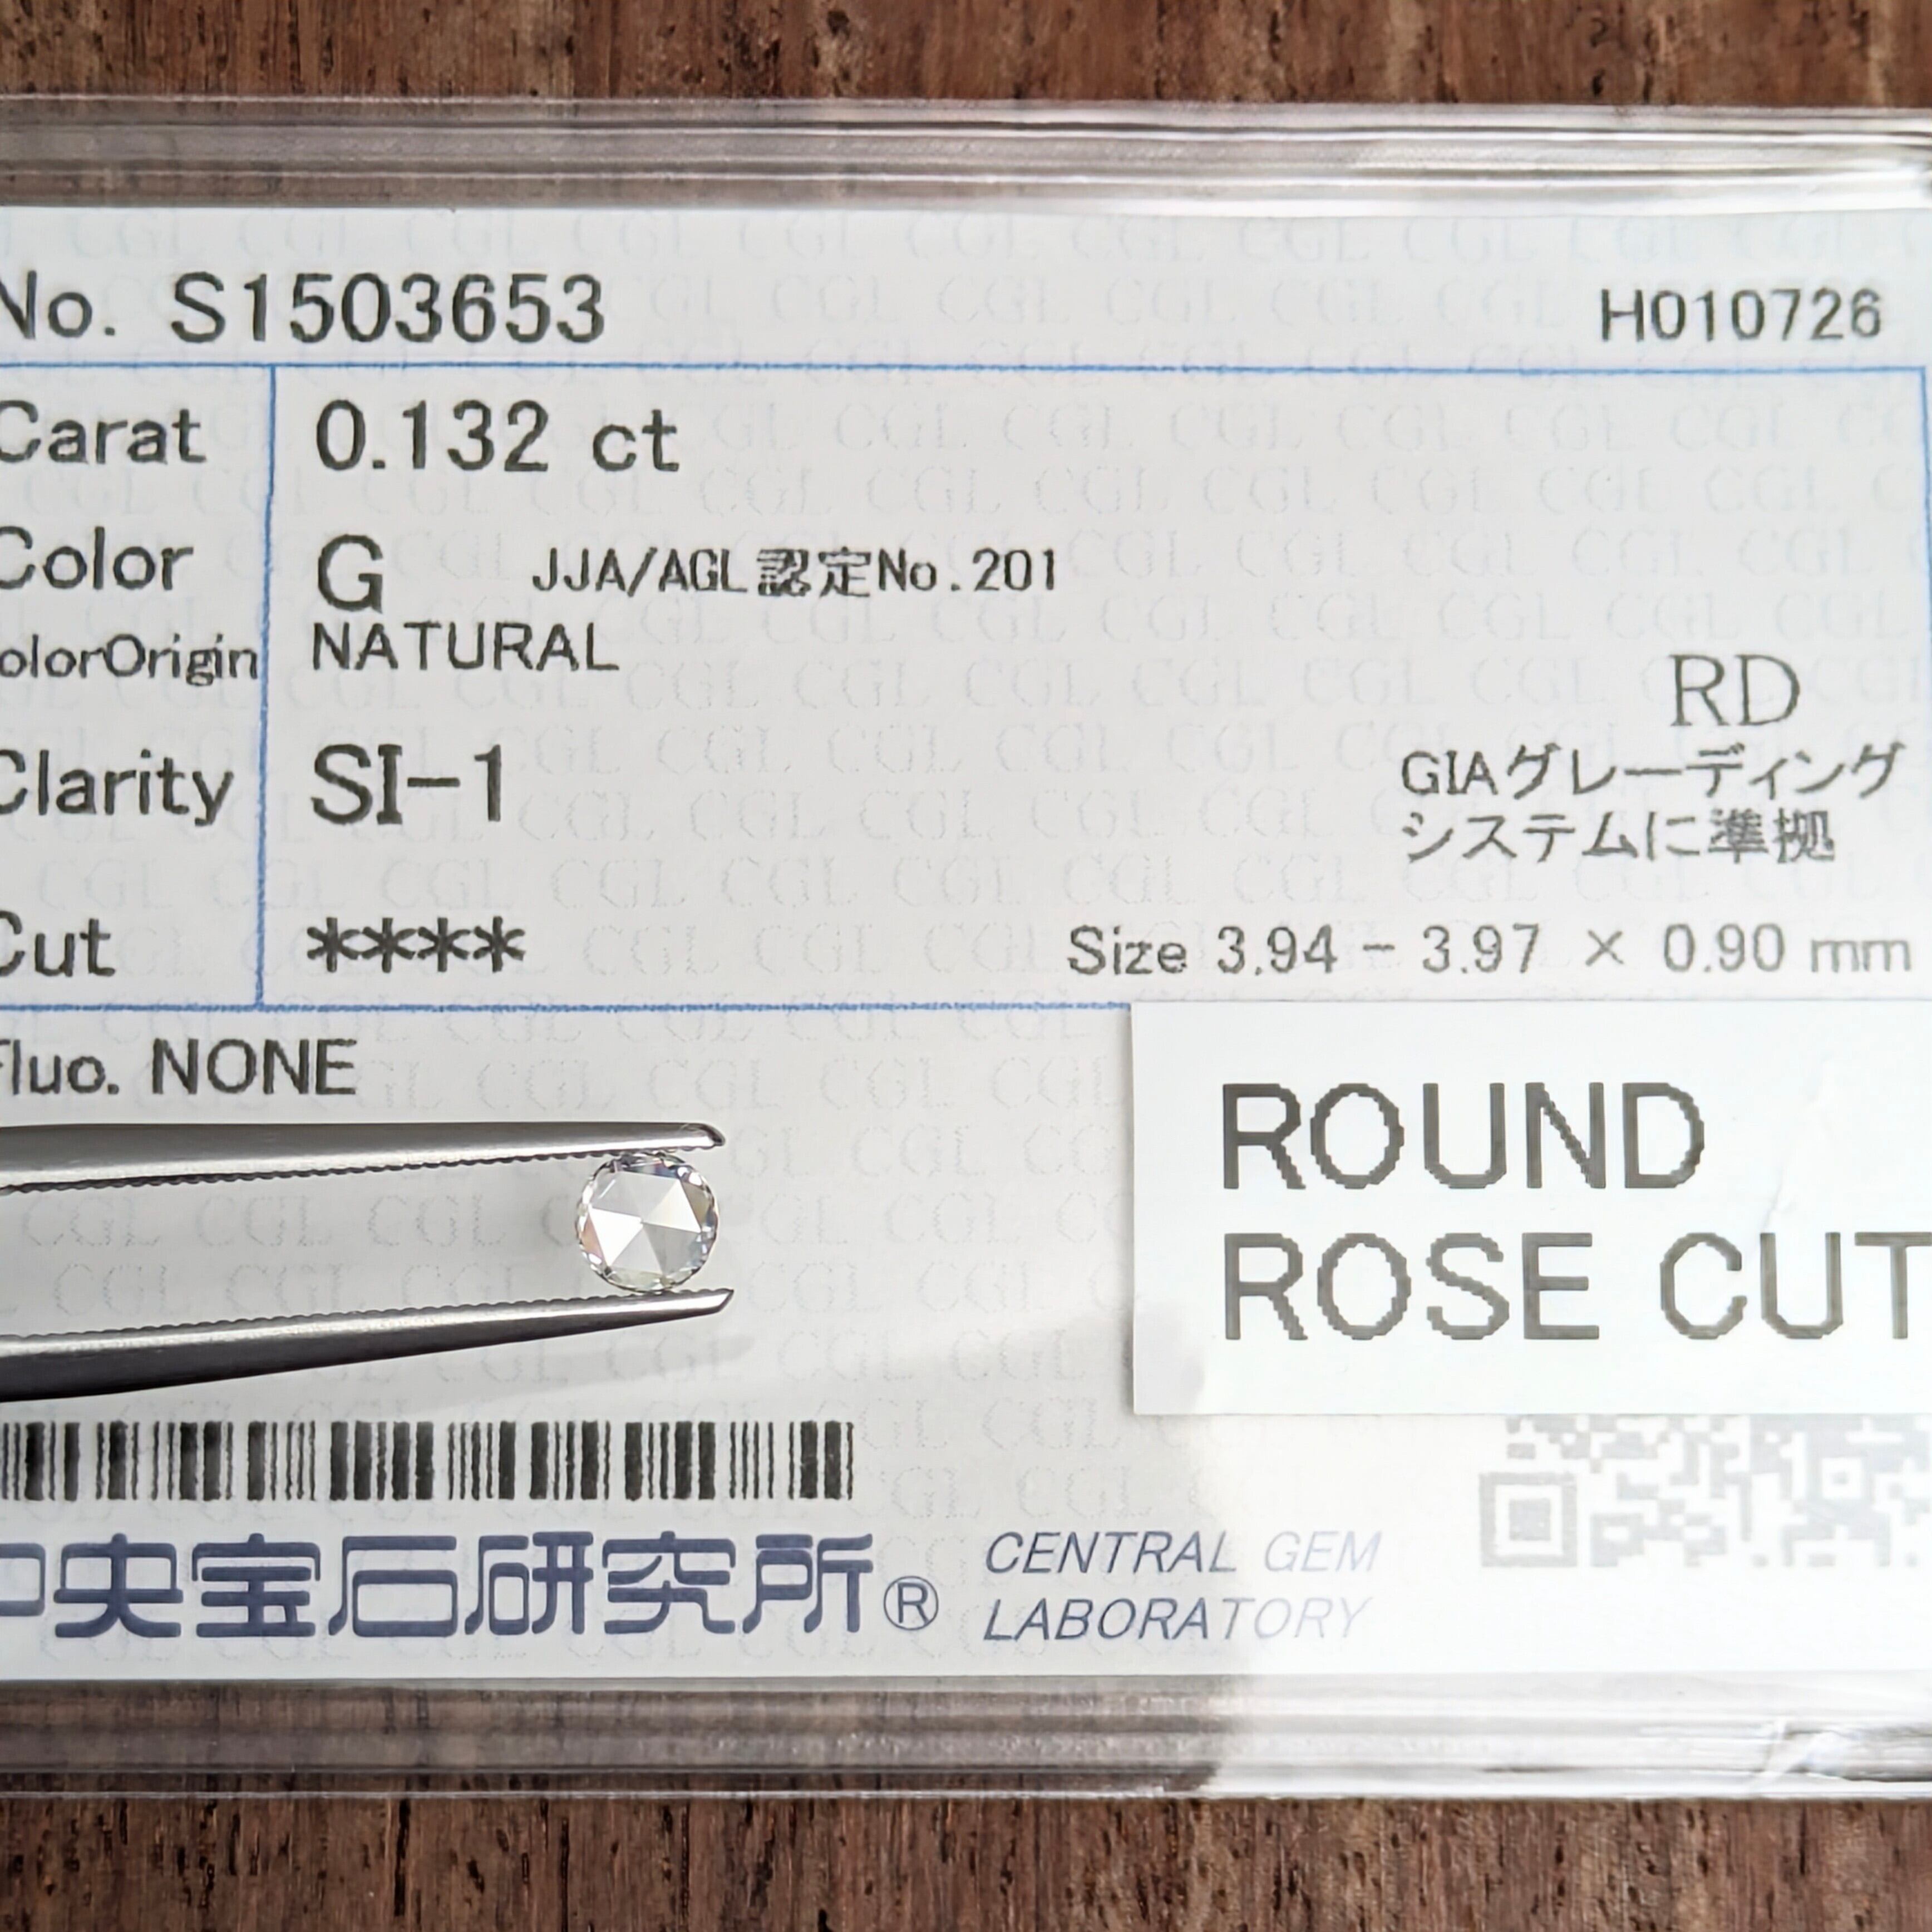 No. S1503653
H010726
Carat 0.132 ct
Color G JJA/AGL認定No.201
olorOrigin NATURAL
RD
Clarity SI-1
GIAグレーディング
システムに準拠
Cut ****
Size 3.94 - 3.97 × 0.90 mm
Fluo. NONE
ROUND
ROSE CUT
中央宝石研究所®
CENTRAL GEM
LABORATORY